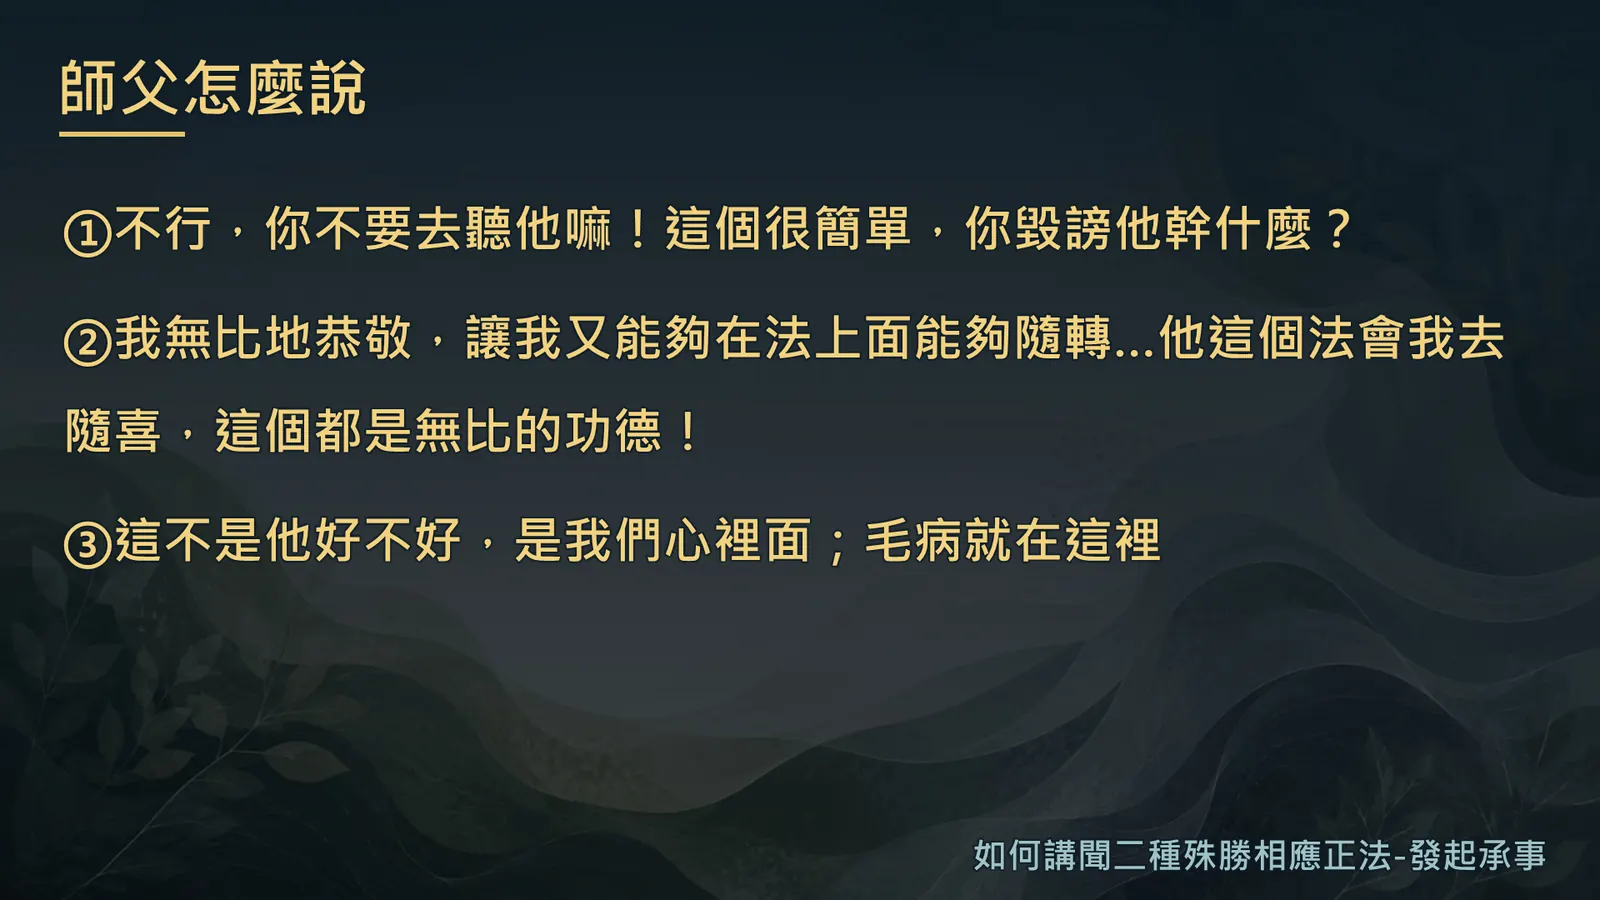 師父怎麼說
①不行，你不要去聽他嘛！這個很簡單，你毀謗他幹什麼？
②我無比地恭敬，讓我又能夠在法上面能夠隨轉...他這個法會我去
隨喜，這個都是無比的功德！
③這不是他好不好，是我們心裡面；毛病就在這裡
如何講聞二種殊勝相應正法-發起承事